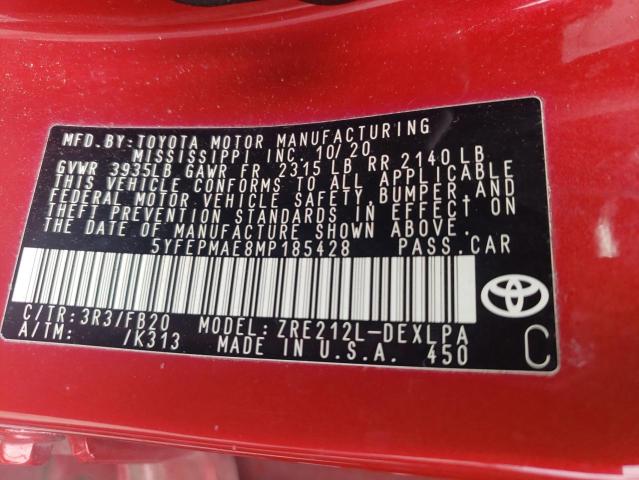 MFD.BY:TOYOTA MOTOR MANUFACTURING
MISSISSIPPI INC. 10/20
GVWR 3935LB GAWR FR 2315 LB RR 2140 LB
THIS VEHICLE CONFORMS TO ALL APPLICABLE
FEDERAL MOTOR VEHICLE SAFETY,BUMPER,AND
THEFT PREVENTION STANDARDS IN EFFECT ON
THE DATE OF MANUFACTURE SHOWN ABOVE.
5YFEPMAE8MP185428 PASS.CAR
C/TR:3R3/FB20 MODEL: ZRE212L-DEXLPA
A/TM: /K313 MADE IN U.S.A. 450 C